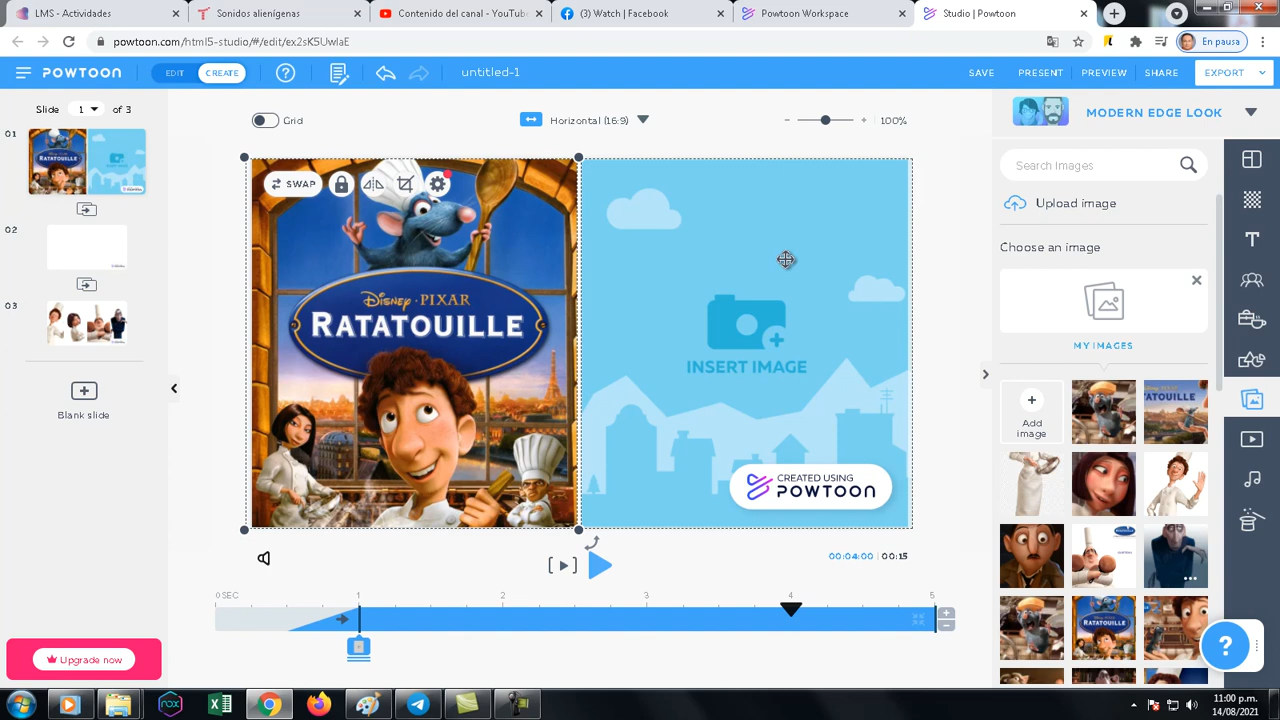 LMS - Actividades
Sonidos alienígenas
Contenido del canal - YouT
(3) Watch | Facebook
Powtoon Workspace
Studio | Powtoon
powtoon.com/html5-studio/#/edit/ex2sK5UwlaE
En pausa
POWTOON
EDIT
CREATE
untitled-1
SAVE
PRESENT
PREVIEW
SHARE
EXPORT
Slide 1 of 3
Grid
Horizontal (16:9)
100%
MODERN EDGE LOOK
01
02
03
Blank slide
SWAP
DISNEY · PIXAR
RATATOUILLE
INSERT IMAGE
CREATED USING
POWTOON
Search Images
Upload image
Choose an image
MY IMAGES
Add
image
00:04:00 | 00:15
0 SEC
1
2
3
4
5
Upgrade now
11:00 p.m.
14/08/2021